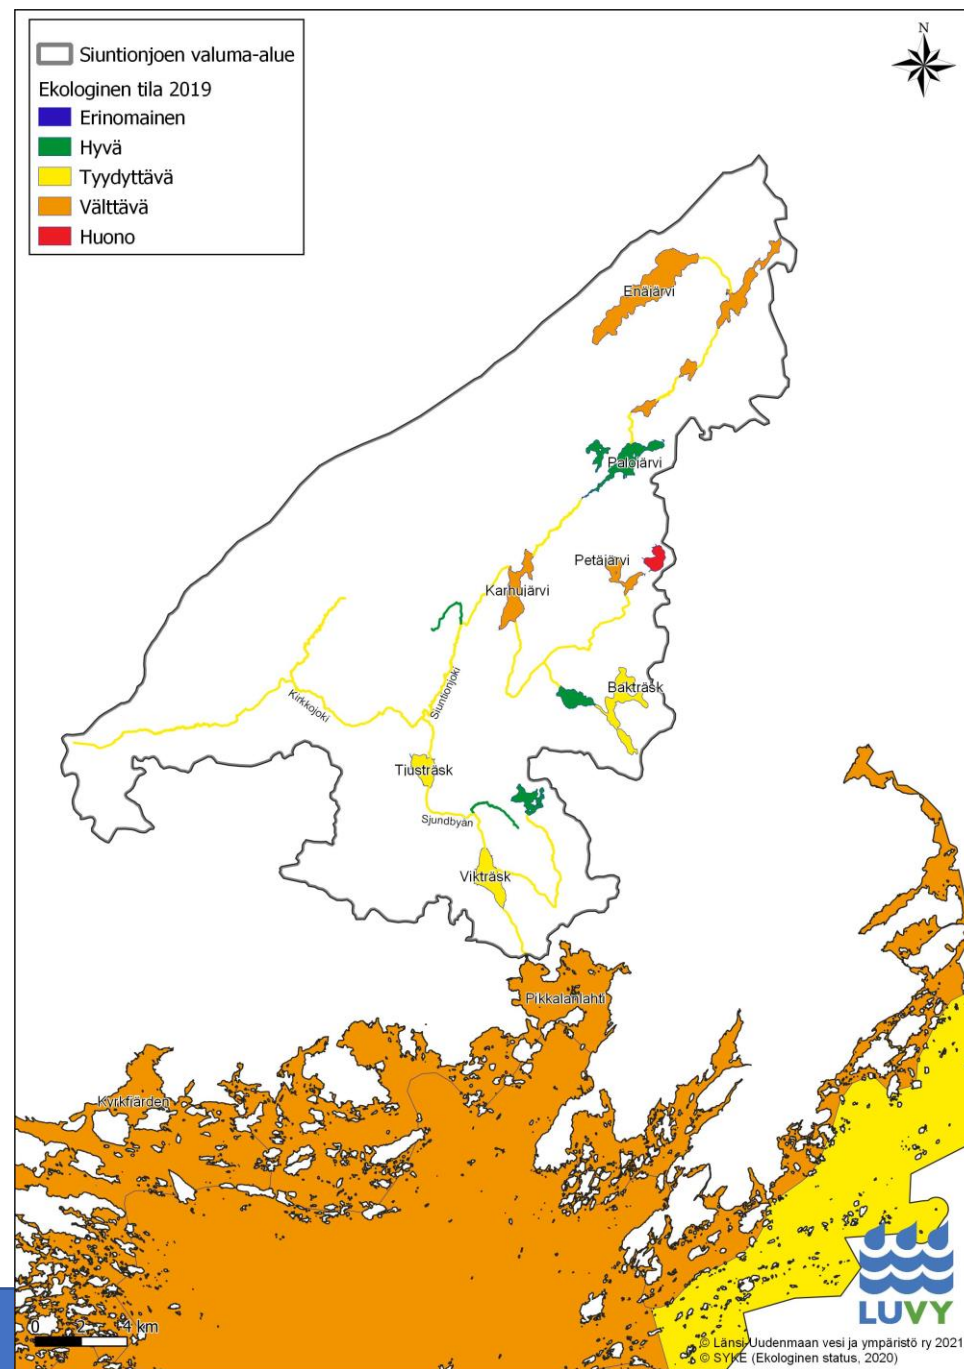 Siuntionjoen valuma-alue
Ekologinen tila 2019
Erinomainen
Hyvä
Tyydyttävä
Välttävä
Huono
N
Enäjärvi
Palojärvi
Petäjärvi
Karhujärvi
Siuntionjoki
Kirkkojoki
Bakträsk
Tjusträsk
Sjundbyån
Vikträsk
Pikkalanlahti
Kyrkfjärden
LUVY
0 2 4 km
© Länsi-Uudenmaan vesi ja ympäristö ry 2021
© SYKE (Ekologinen status, 2020)